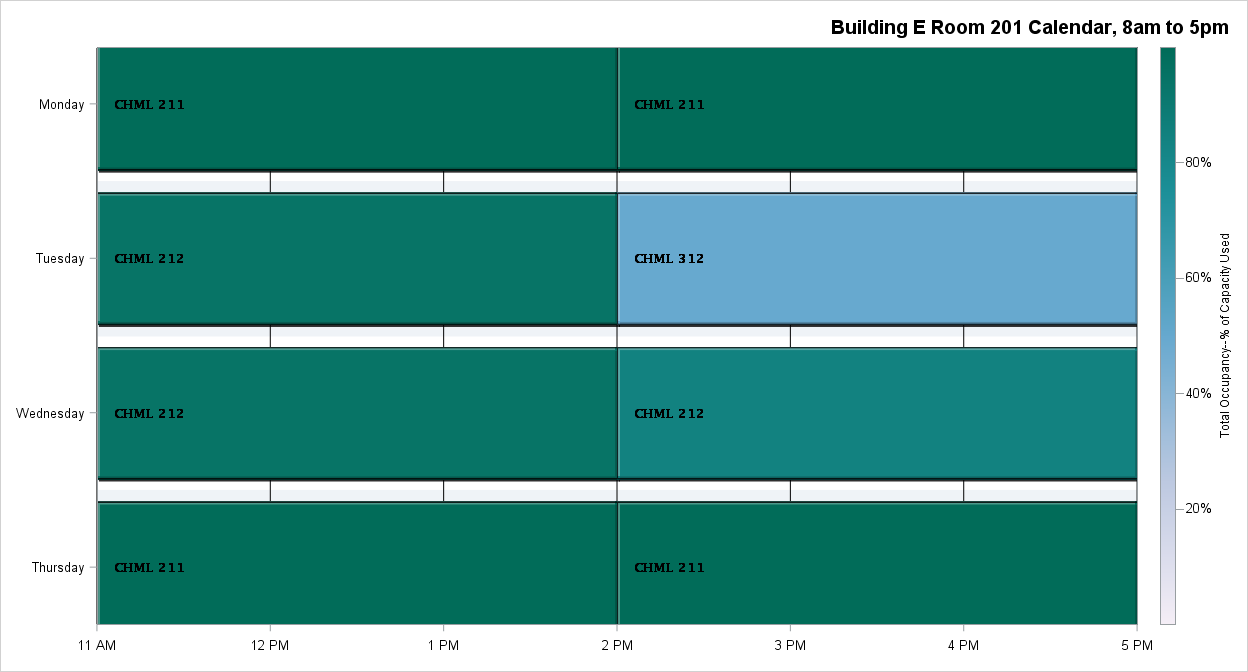 Building E Room 201 Calendar, 8am to 5pm
Monday
CHML 211
CHML 211
Tuesday
CHML 212
CHML 312
Wednesday
CHML 212
CHML 212
Thursday
CHML 211
CHML 211
11 AM
12 PM
1 PM
2 PM
3 PM
4 PM
5 PM
80%
60%
40%
20%
Total Occupancy--% of Capacity Used